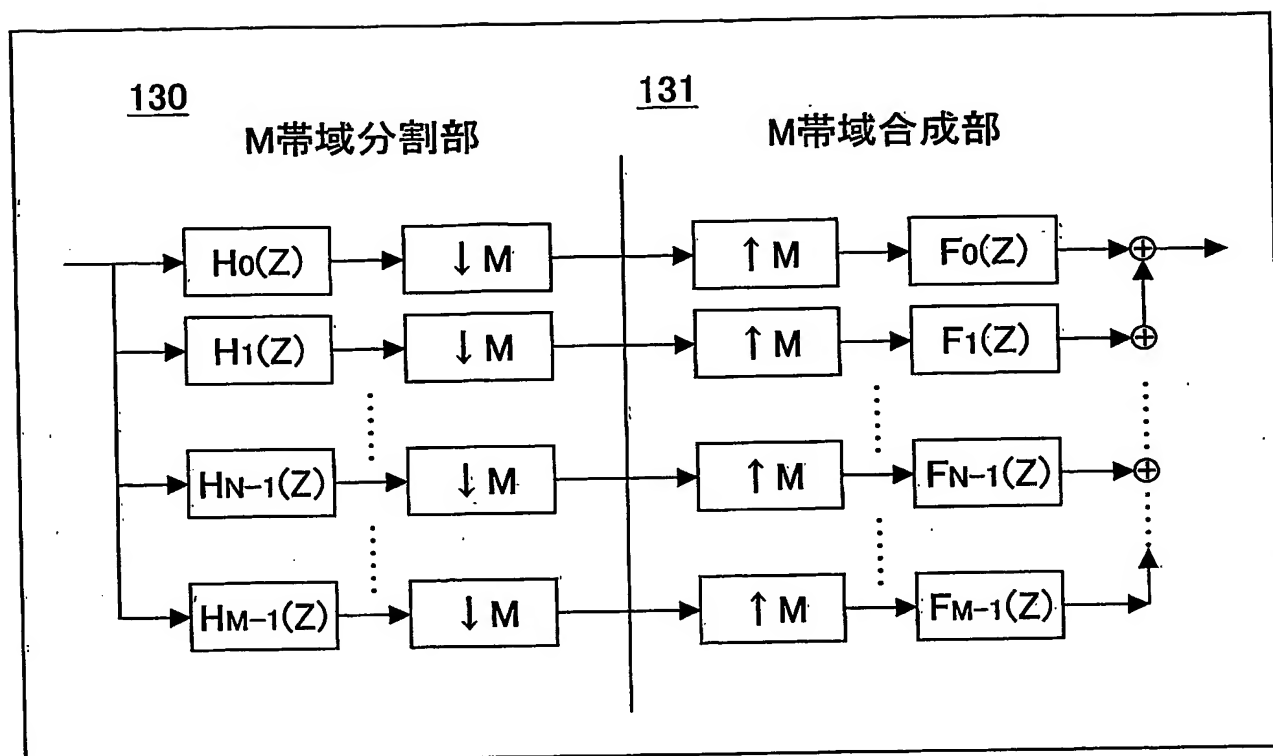 130
M帯域分割部
131
M帯域合成部
H0(Z) ↓M ↑M F0(Z)
H1(Z) ↓M ↑M F1(Z)
HN-1(Z) ↓M ↑M FN-1(Z)
HM-1(Z) ↓M ↑M FM-1(Z)